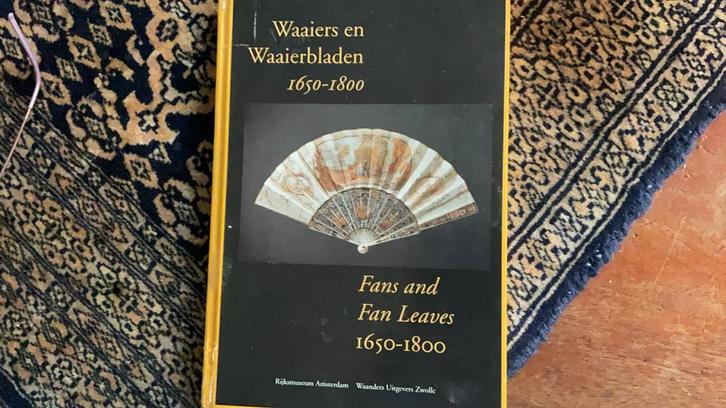 Waaiers en
Waaierbladen
1650-1800
Fans and
Fan Leaves
1650-1800
Rijksmuseum Amsterdam Waanders Uitgevers Zwolle